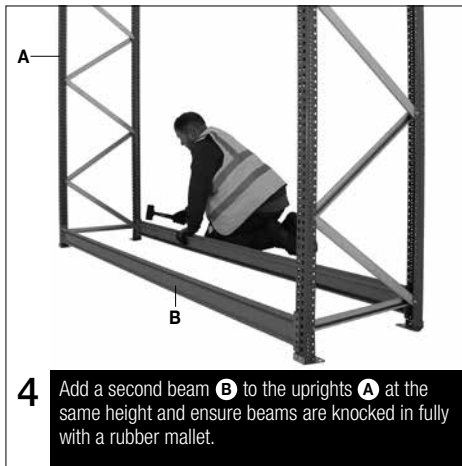 A
B
4
Add a second beam B to the uprights A at the
same height and ensure beams are knocked in fully
with a rubber mallet.